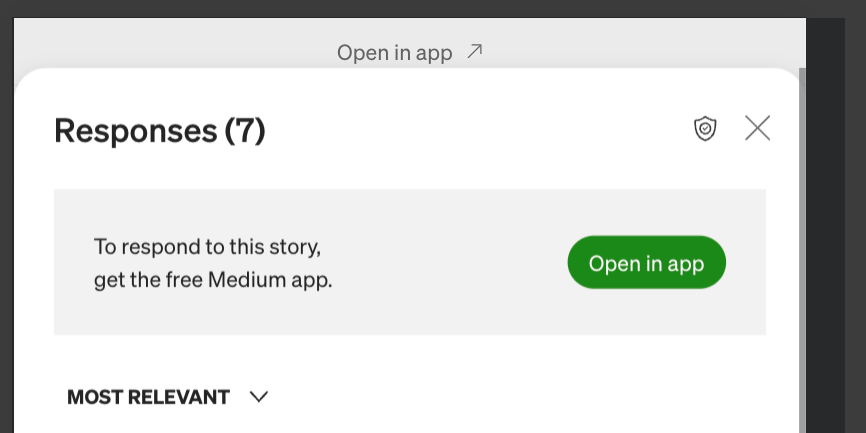 Open in app
Responses (7)
To respond to this story,
get the free Medium app.
Open in app
MOST RELEVANT